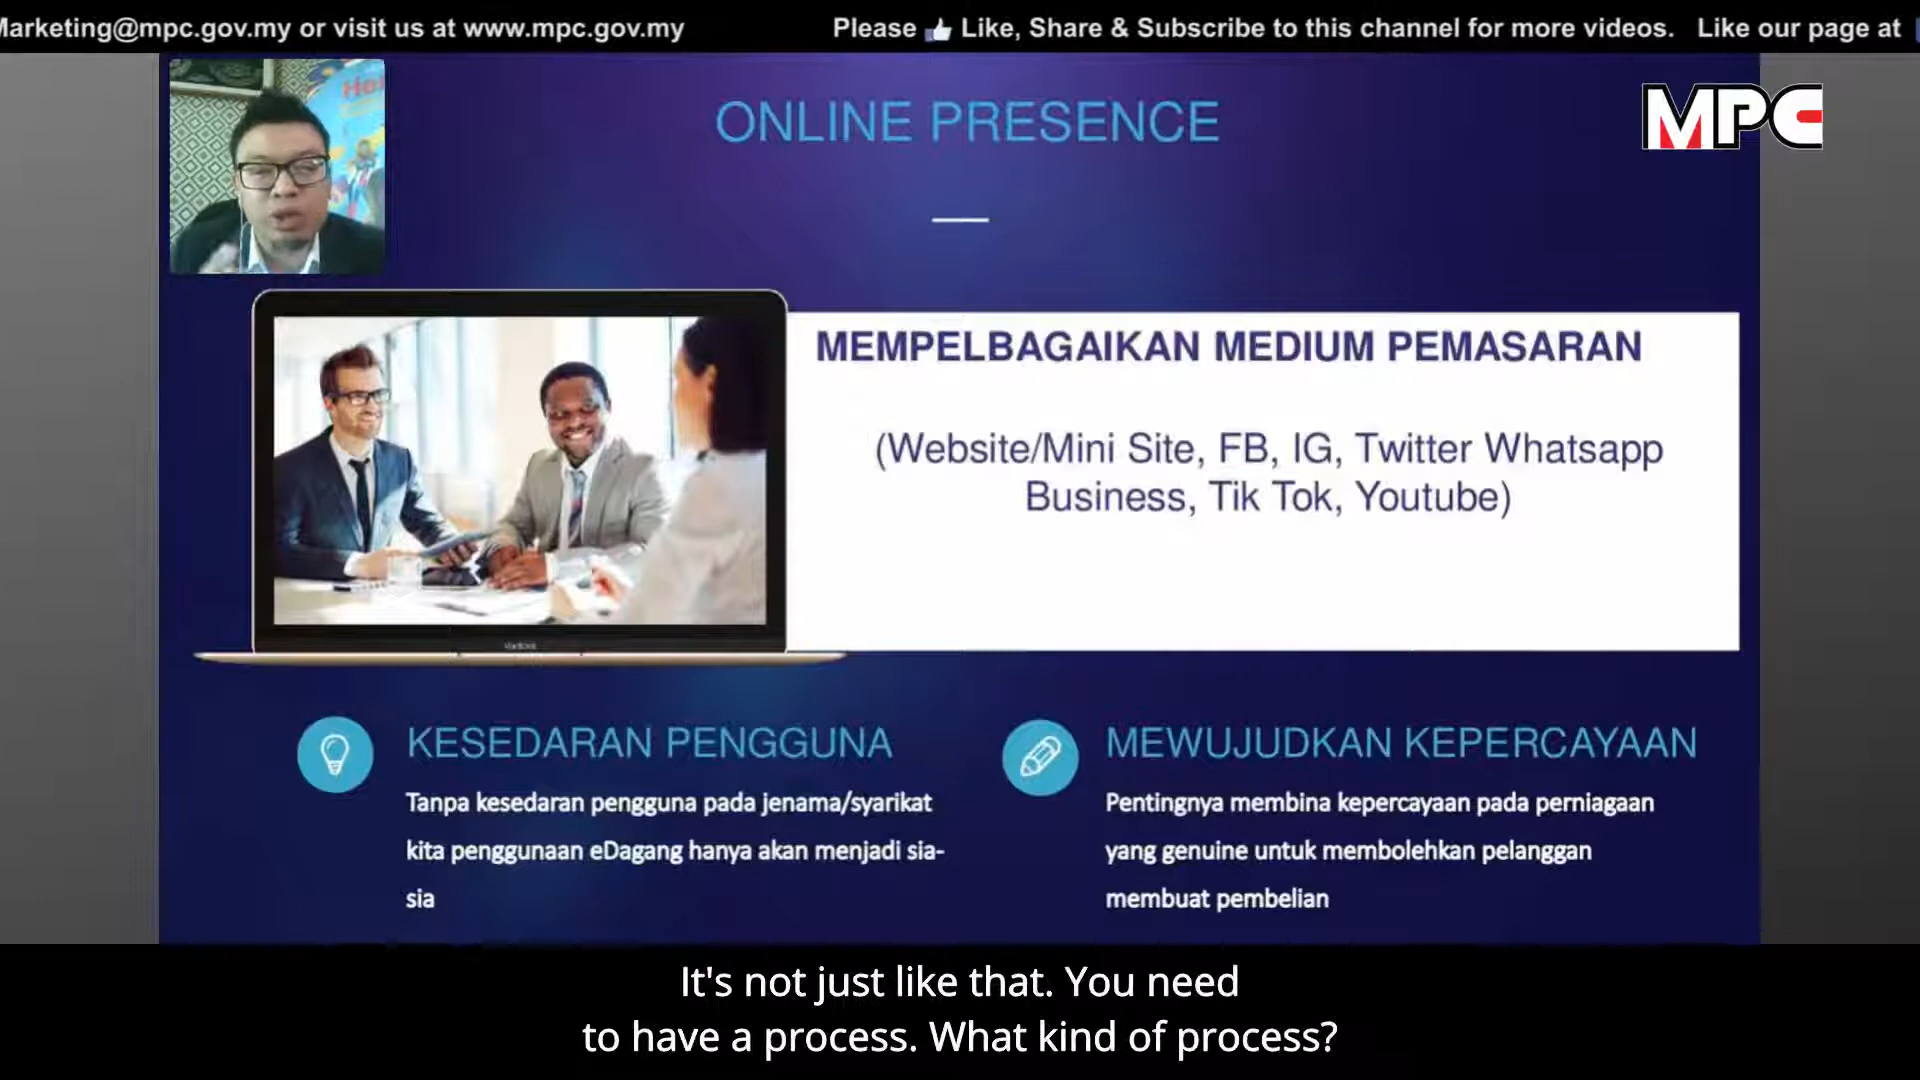 Marketing@mpc.gov.my or visit us at www.mpc.gov.my Please 👍 Like, Share & Subscribe to this channel for more videos. Like our page at
MPC
ONLINE PRESENCE
MEMPELBAGAIKAN MEDIUM PEMASARAN
(Website/Mini Site, FB, IG, Twitter Whatsapp
Business, Tik Tok, Youtube)
KESEDARAN PENGGUNA
Tanpa kesedaran pengguna pada jenama/syarikat
kita penggunaan eDagang hanya akan menjadi sia-
sia
MEWUJUDKAN KEPERCAYAAN
Pentingnya membina kepercayaan pada perniagaan
yang genuine untuk membolehkan pelanggan
membuat pembelian
It's not just like that. You need
to have a process. What kind of process?